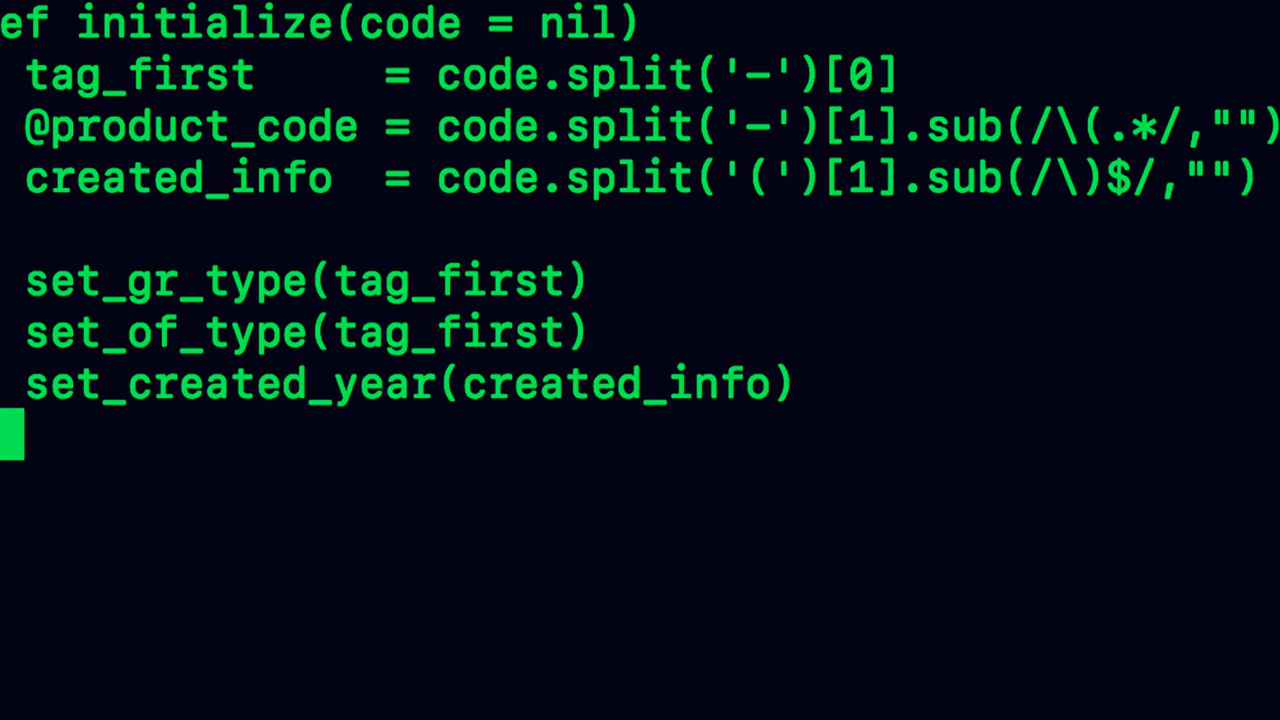 ef initialize(code = nil)
tag_first     = code.split('-')[0]
@product_code = code.split('-')[1].sub(/\(.*/,"")
created_info  = code.split('(')[1].sub(/\)$/,"")
set_gr_type(tag_first)
set_of_type(tag_first)
set_created_year(created_info)